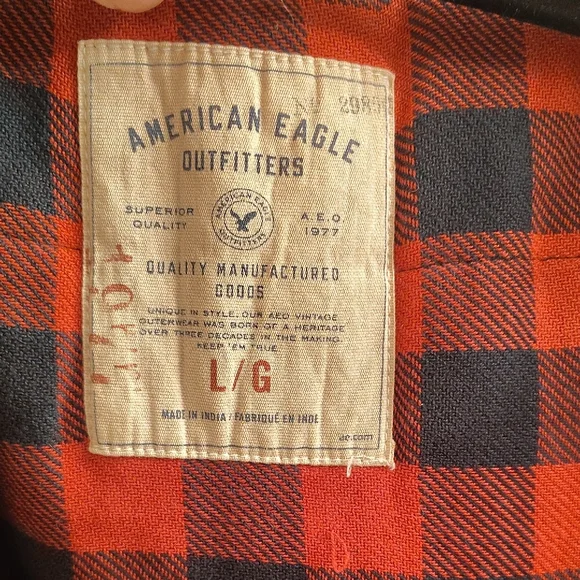 AMERICAN EAGLE
OUTFITTERS
SUPERIOR
QUALITY
AMERICAN EAGLE
OUTFITTERS
A.E.O.
1977
QUALITY MANUFACTURED
GOODS
UNIQUE IN STYLE. OUR AEO VINTAGE
OUTERWEAR WAS BORN OF A HERITAGE
OVER THREE DECADES IN THE MAKING
KEEP 'EM TRUE
L/G
MADE IN INDIA / FABRIQUÉ EN INDE
ae.com